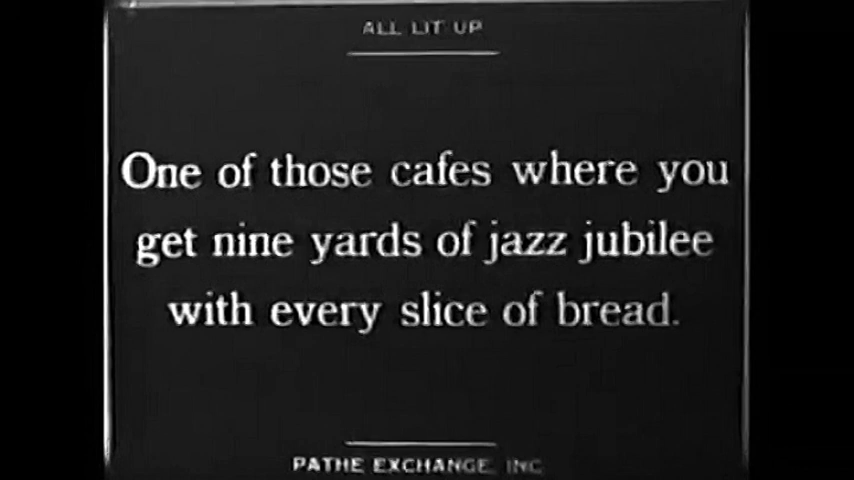 ALL LIT UP
One of those cafes where you
get nine yards of jazz jubilee
with every slice of bread.
PATHE EXCHANGE, INC.